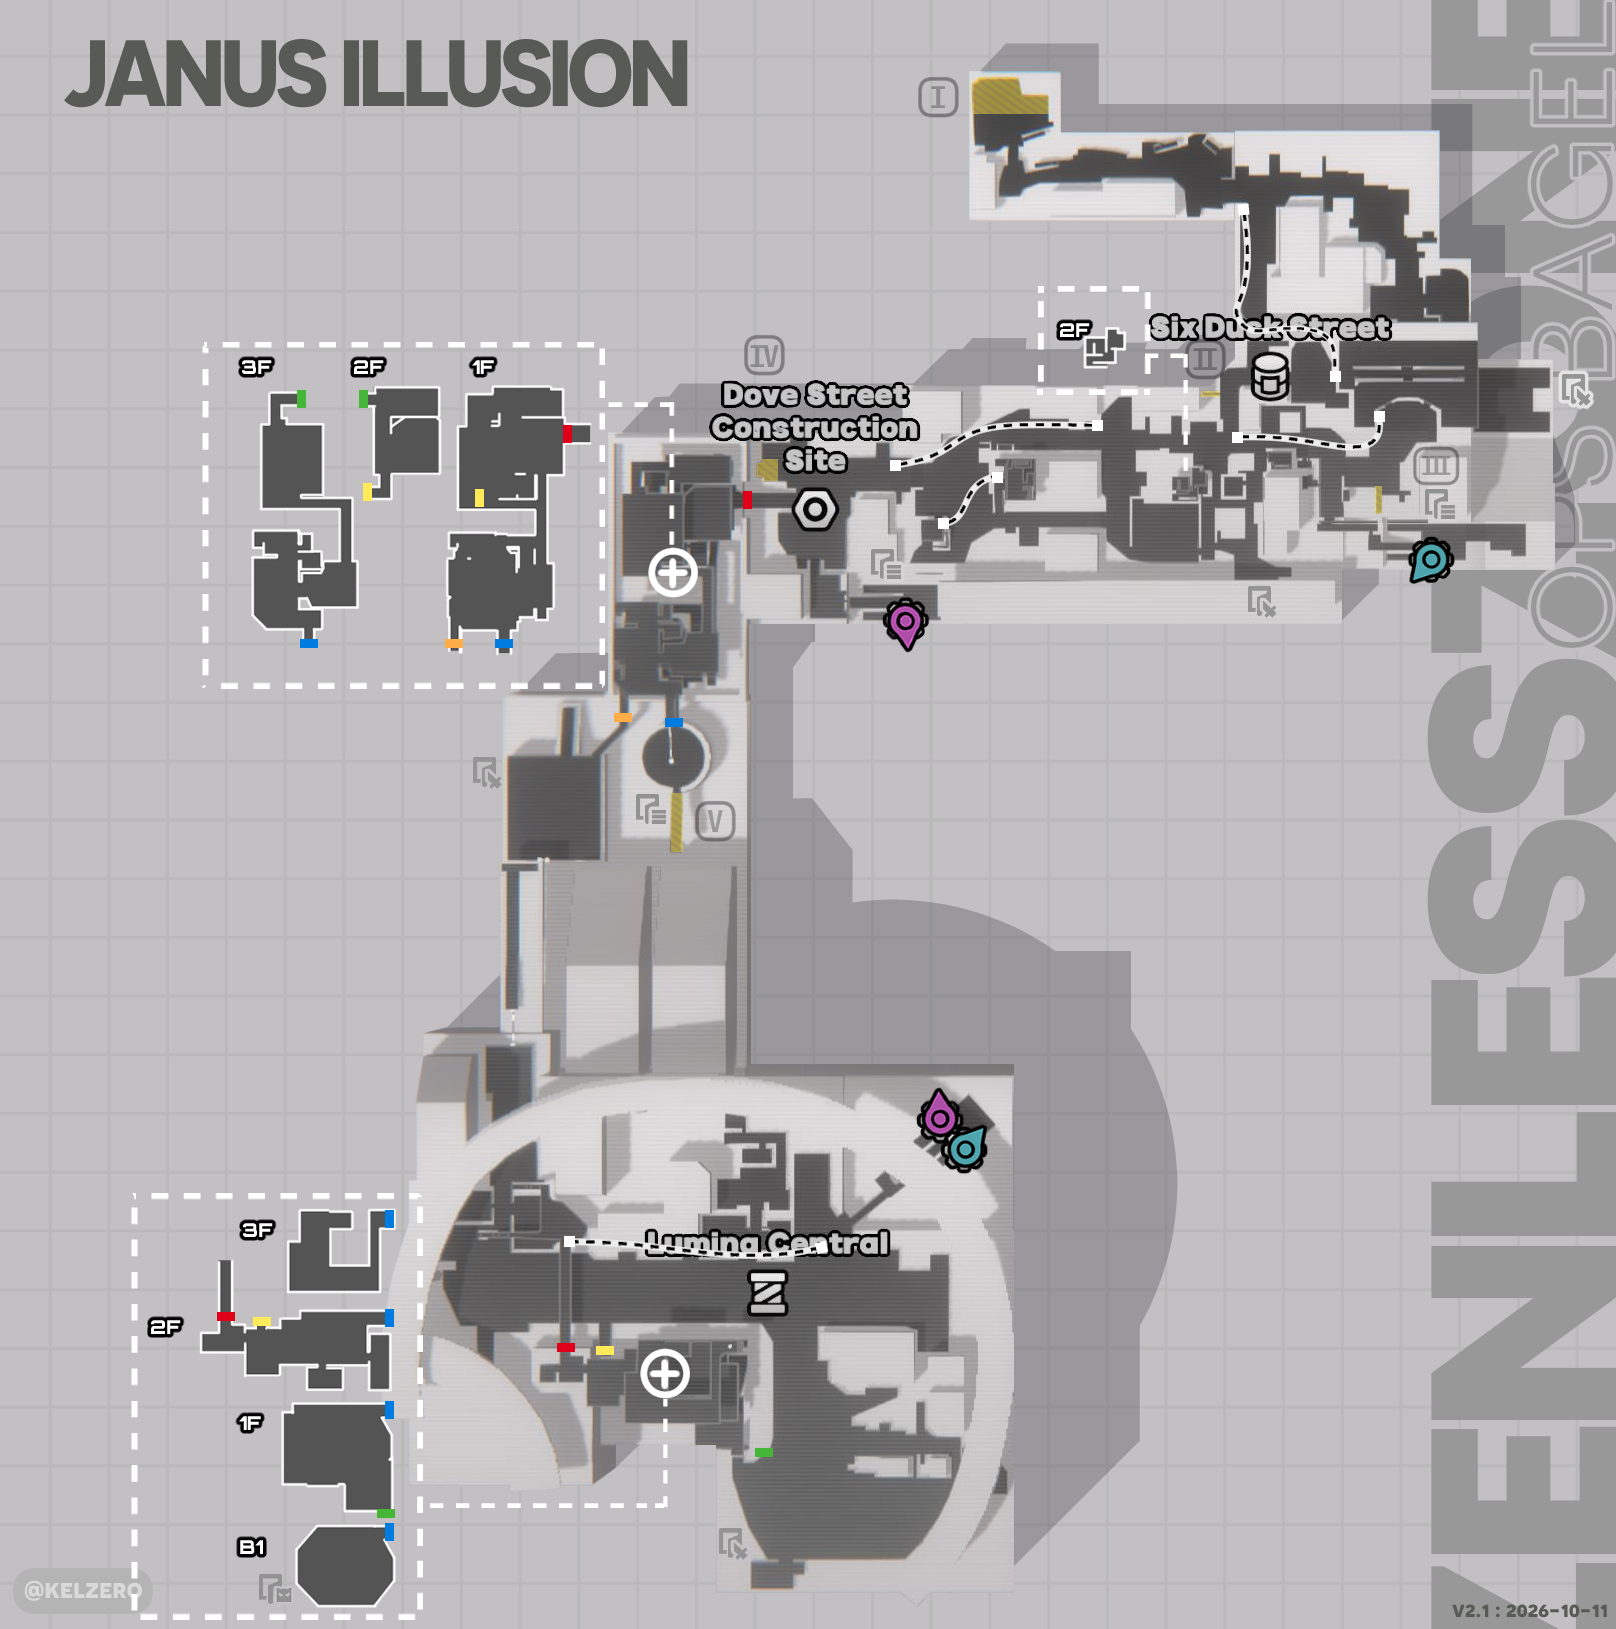 JANUS ILLUSION
I
2F
Six Duck Street
II
IV
Dove Street
Construction
Site
III
3F
2F
1F
V
Lumina Central
3F
2F
1F
B1
@KELZERO
V2.1 : 2026-10-11